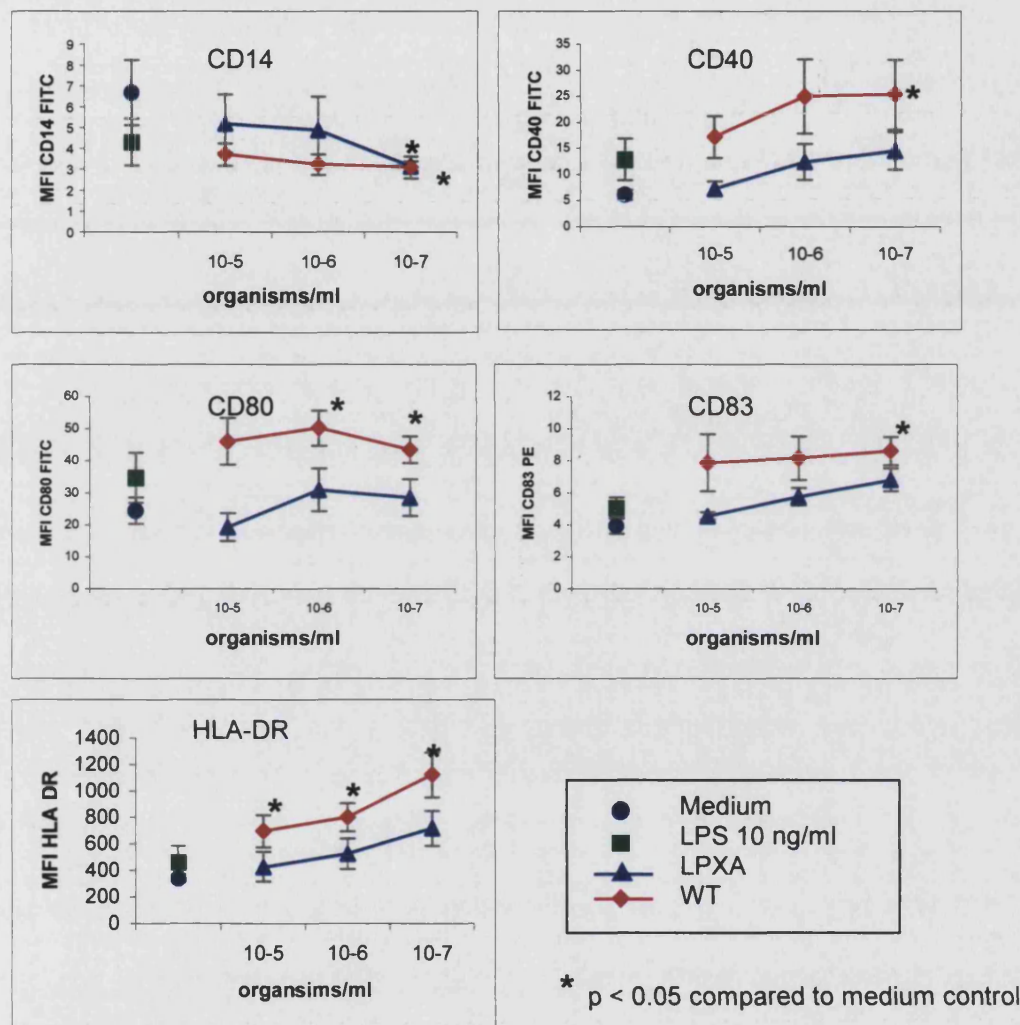 CD14
MFI CD14 FITC
9
8
7
6
5
4
3
2
1
0
*
*
10-5 10-6 10-7
organisms/ml
CD40
MFI CD40 FITC
35
30
25
20
15
10
5
0
*
10-5 10-6 10-7
organisms/ml
CD80
MFI CD80 FITC
60
50
40
30
20
10
0
* *
10-5 10-6 10-7
organisms/ml
CD83
MFI CD83 PE
12
10
8
6
4
2
0
*
10-5 10-6 10-7
organisms/ml
HLA-DR
MFI HLA DR
1400
1200
1000
800
600
400
200
0
* * *
10-5 10-6 10-7
organsims/ml
Medium
LPS 10 ng/ml
LPXA
WT
* p < 0.05 compared to medium control